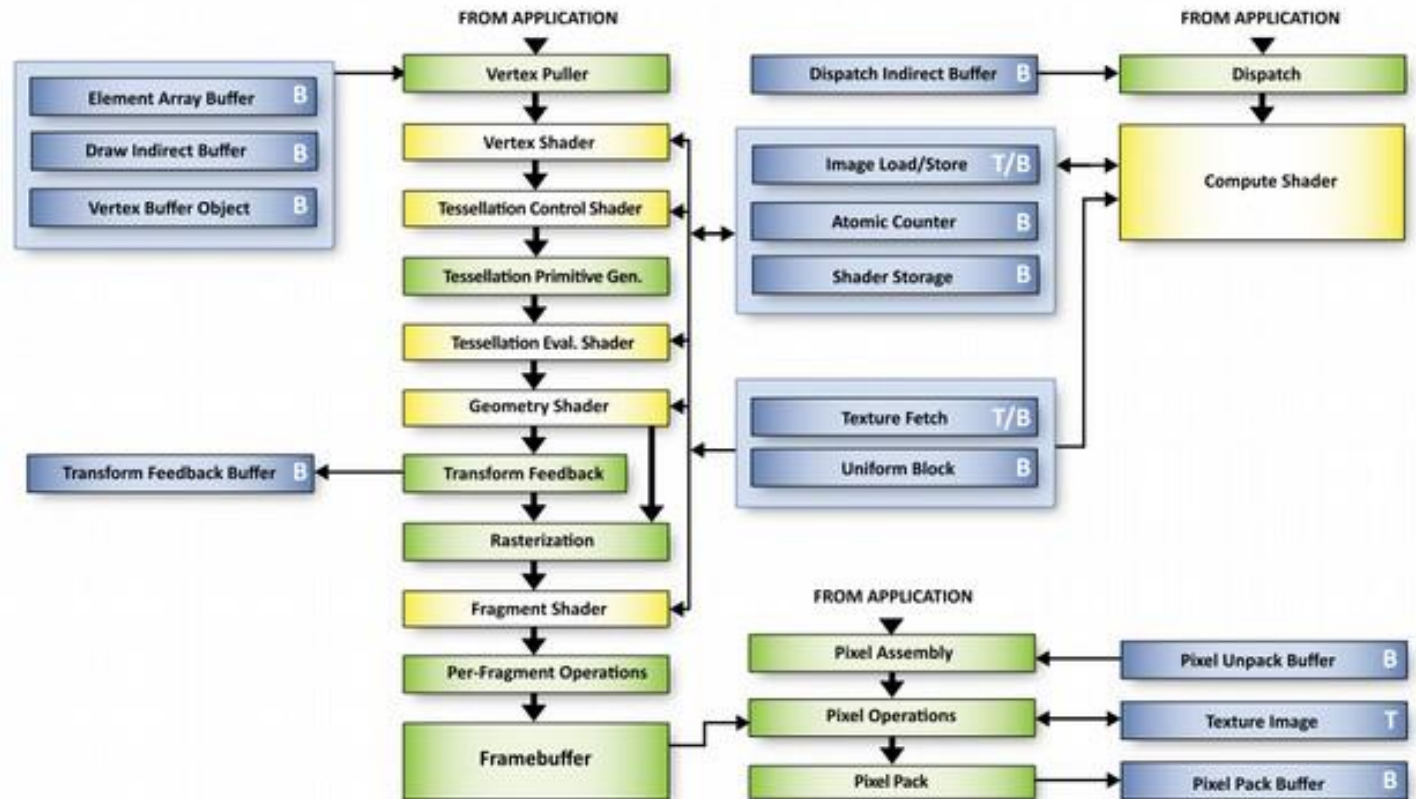 FROM APPLICATION
Vertex Puller
Element Array Buffer B
Draw Indirect Buffer B
Vertex Buffer Object B
Vertex Shader
Tessellation Control Shader
Tessellation Primitive Gen.
Tessellation Eval. Shader
Geometry Shader
Transform Feedback
Transform Feedback Buffer B
Rasterization
Fragment Shader
Per-Fragment Operations
Framebuffer
FROM APPLICATION
Dispatch Indirect Buffer B
Dispatch
Image Load/Store T/B
Atomic Counter B
Shader Storage B
Compute Shader
Texture Fetch T/B
Uniform Block B
FROM APPLICATION
Pixel Assembly
Pixel Unpack Buffer B
Pixel Operations
Texture Image T
Pixel Pack
Pixel Pack Buffer B